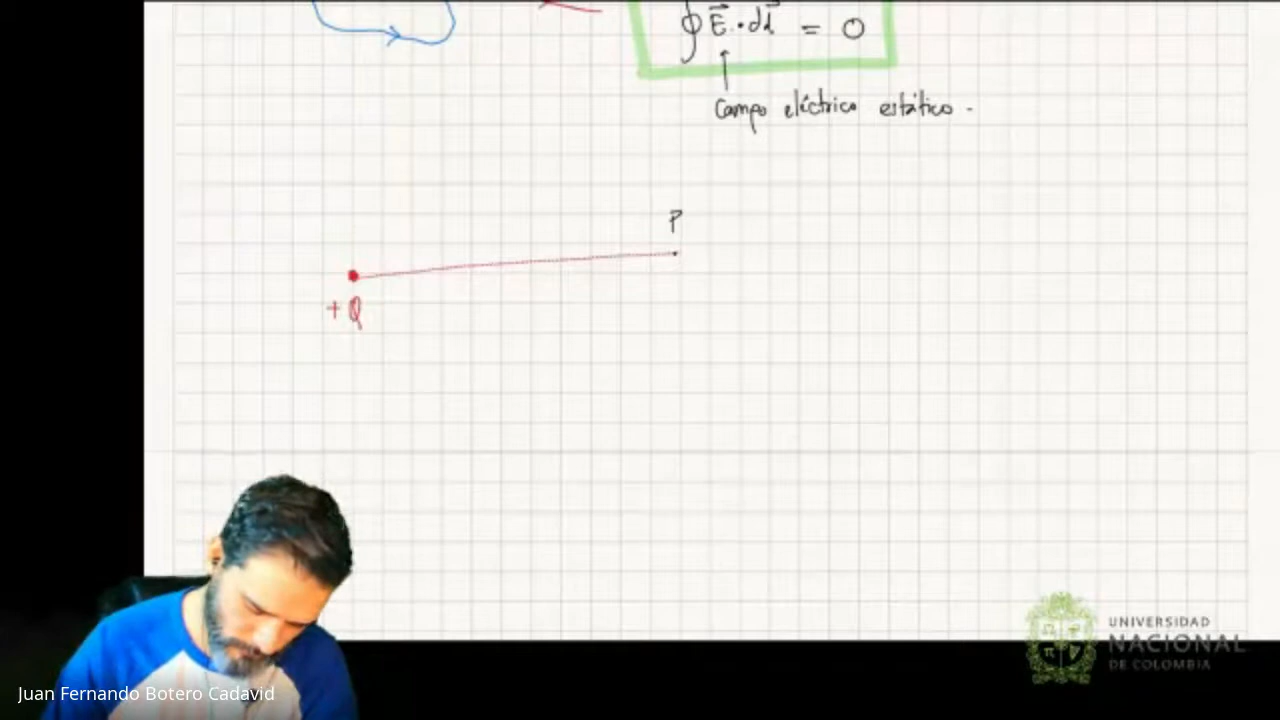 ∮ E⃗ · dl⃗ = 0
Campo eléctrico estático.
P
+ Q
UNIVERSIDAD
NACIONAL
DE COLOMBIA
Juan Fernando Botero Cadavid